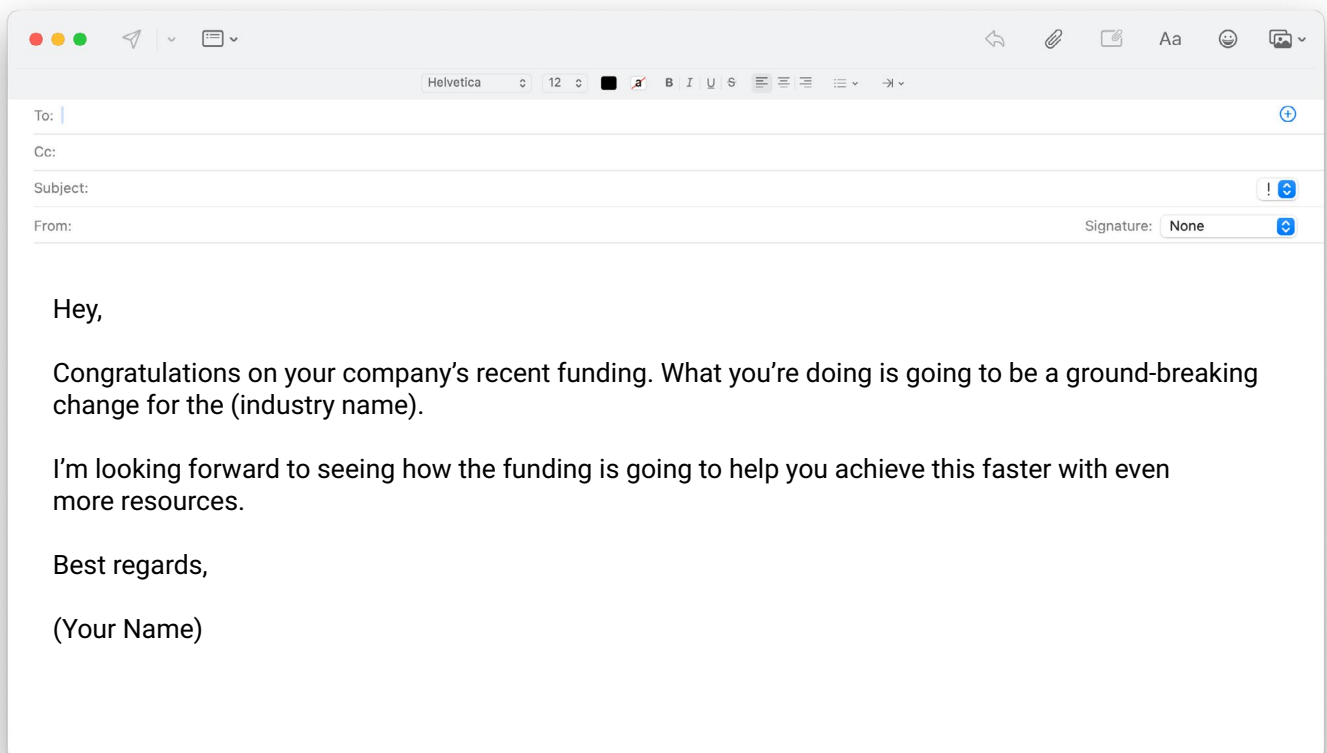 Aa
Helvetica 12 a B I U S
To:
Cc:
Subject: !
From: Signature: None
Hey,
Congratulations on your company’s recent funding. What you’re doing is going to be a ground-breaking
change for the (industry name).
I’m looking forward to seeing how the funding is going to help you achieve this faster with even
more resources.
Best regards,
(Your Name)